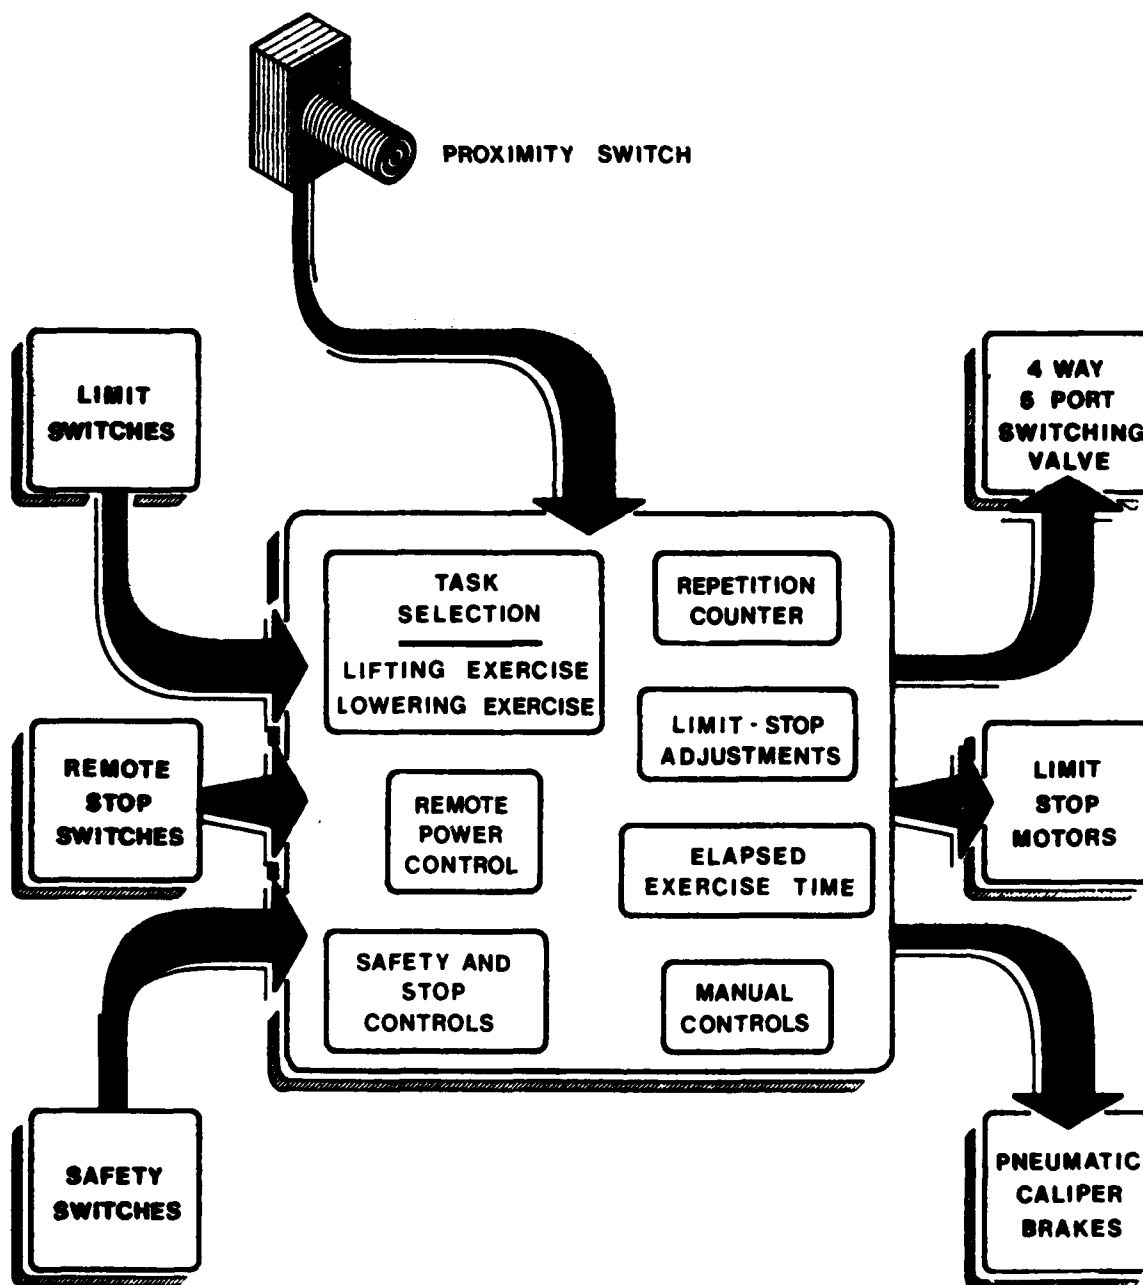 PROXIMITY SWITCH
LIMIT
SWITCHES
4 WAY
5 PORT
SWITCHING
VALVE
TASK
SELECTION
LIFTING EXERCISE
LOWERING EXERCISE
REPETITION
COUNTER
LIMIT - STOP
ADJUSTMENTS
REMOTE
STOP
SWITCHES
REMOTE
POWER
CONTROL
ELAPSED
EXERCISE TIME
LIMIT
STOP
MOTORS
SAFETY AND
STOP
CONTROLS
MANUAL
CONTROLS
SAFETY
SWITCHES
PNEUMATIC
CALIPER
BRAKES